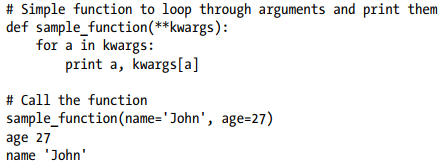 # Simple function to loop through arguments and print them
def sample_function(**kwargs):
    for a in kwargs:
        print a, kwargs[a]

# Call the function
sample_function(name='John', age=27)
age 27
name 'John'